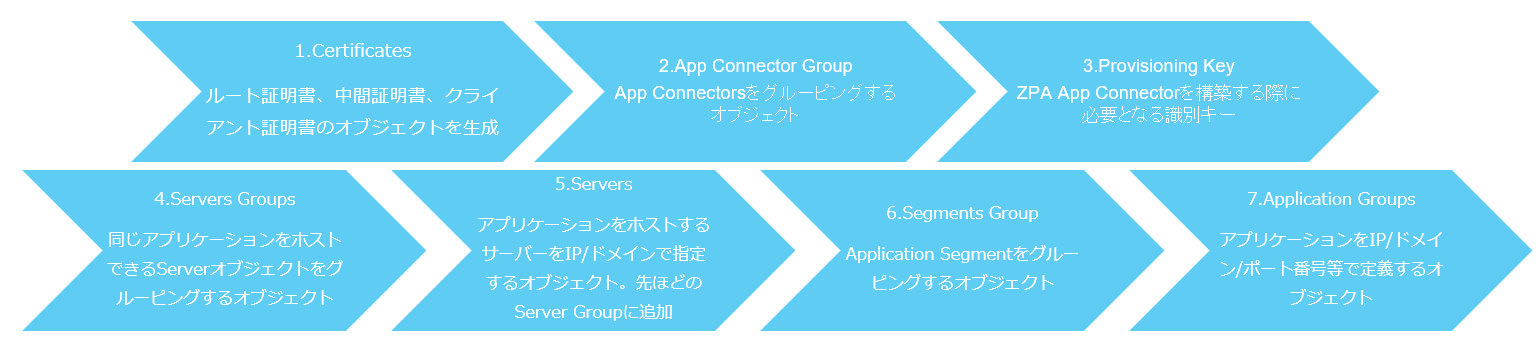 1.Certificates
ルート証明書、中間証明書、クライ
アント証明書のオブジェクトを生成
2.App Connector Group
App Connectorsをグルーピングする
オブジェクト
3.Provisioning Key
ZPA App Connectorを構築する際に
必要となる識別キー
4.Servers Groups
同じアプリケーションをホスト
できるServerオブジェクトをグ
ルーピングするオブジェクト
5.Servers
アプリケーションをホストする
サーバーをIP/ドメインで指定
するオブジェクト。先ほどの
Server Groupに追加
6.Segments Group
Application Segmentをグルー
ピングするオブジェクト
7.Application Groups
アプリケーションをIP/ドメイ
ン/ポート番号等で定義するオ
ブジェクト